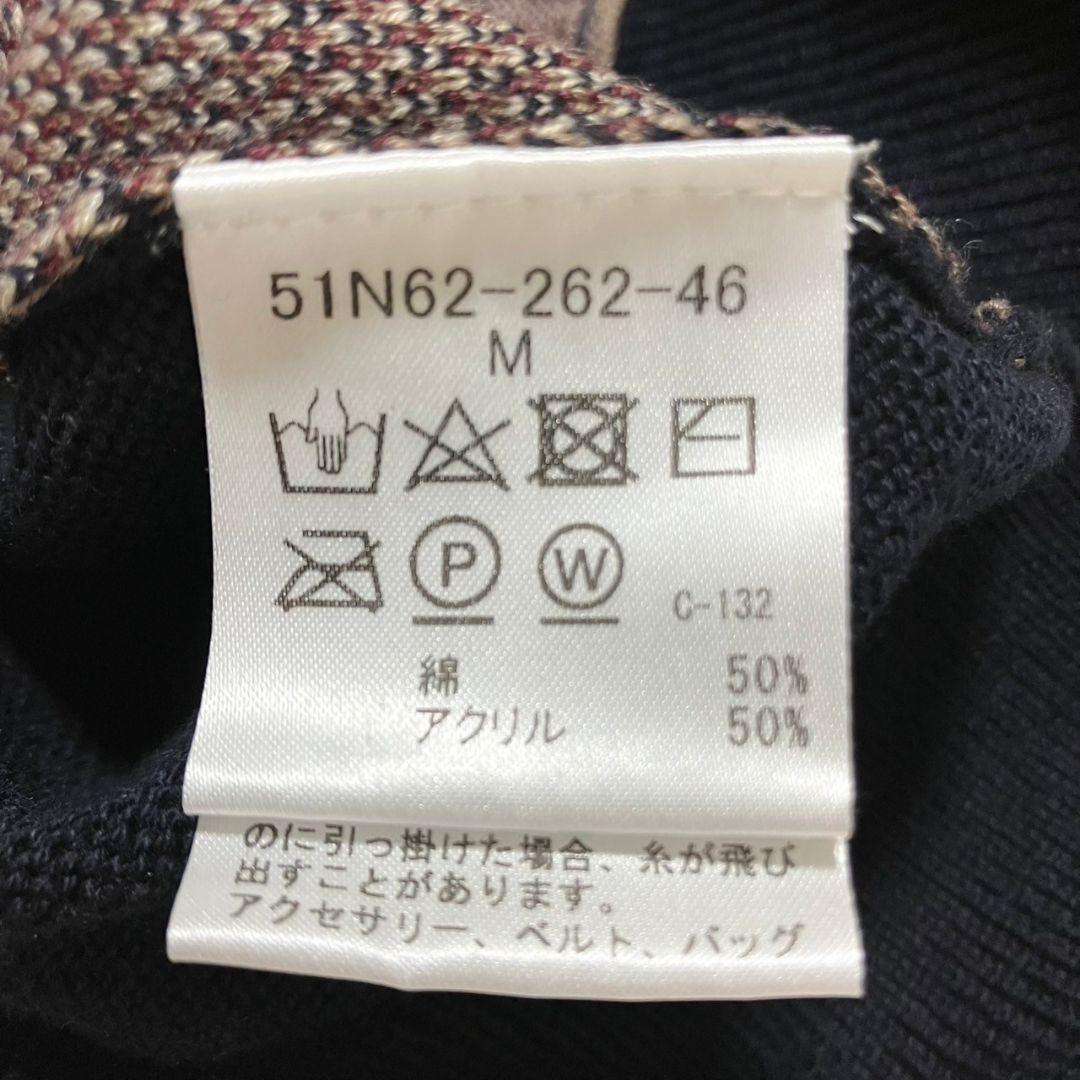 51N62-262-46
M
P W C-132
綿 50%
アクリル 50%
のに引っ掛けた場合、糸が飛び
出すことがあります。
アクセサリー、ベルト、バッグ